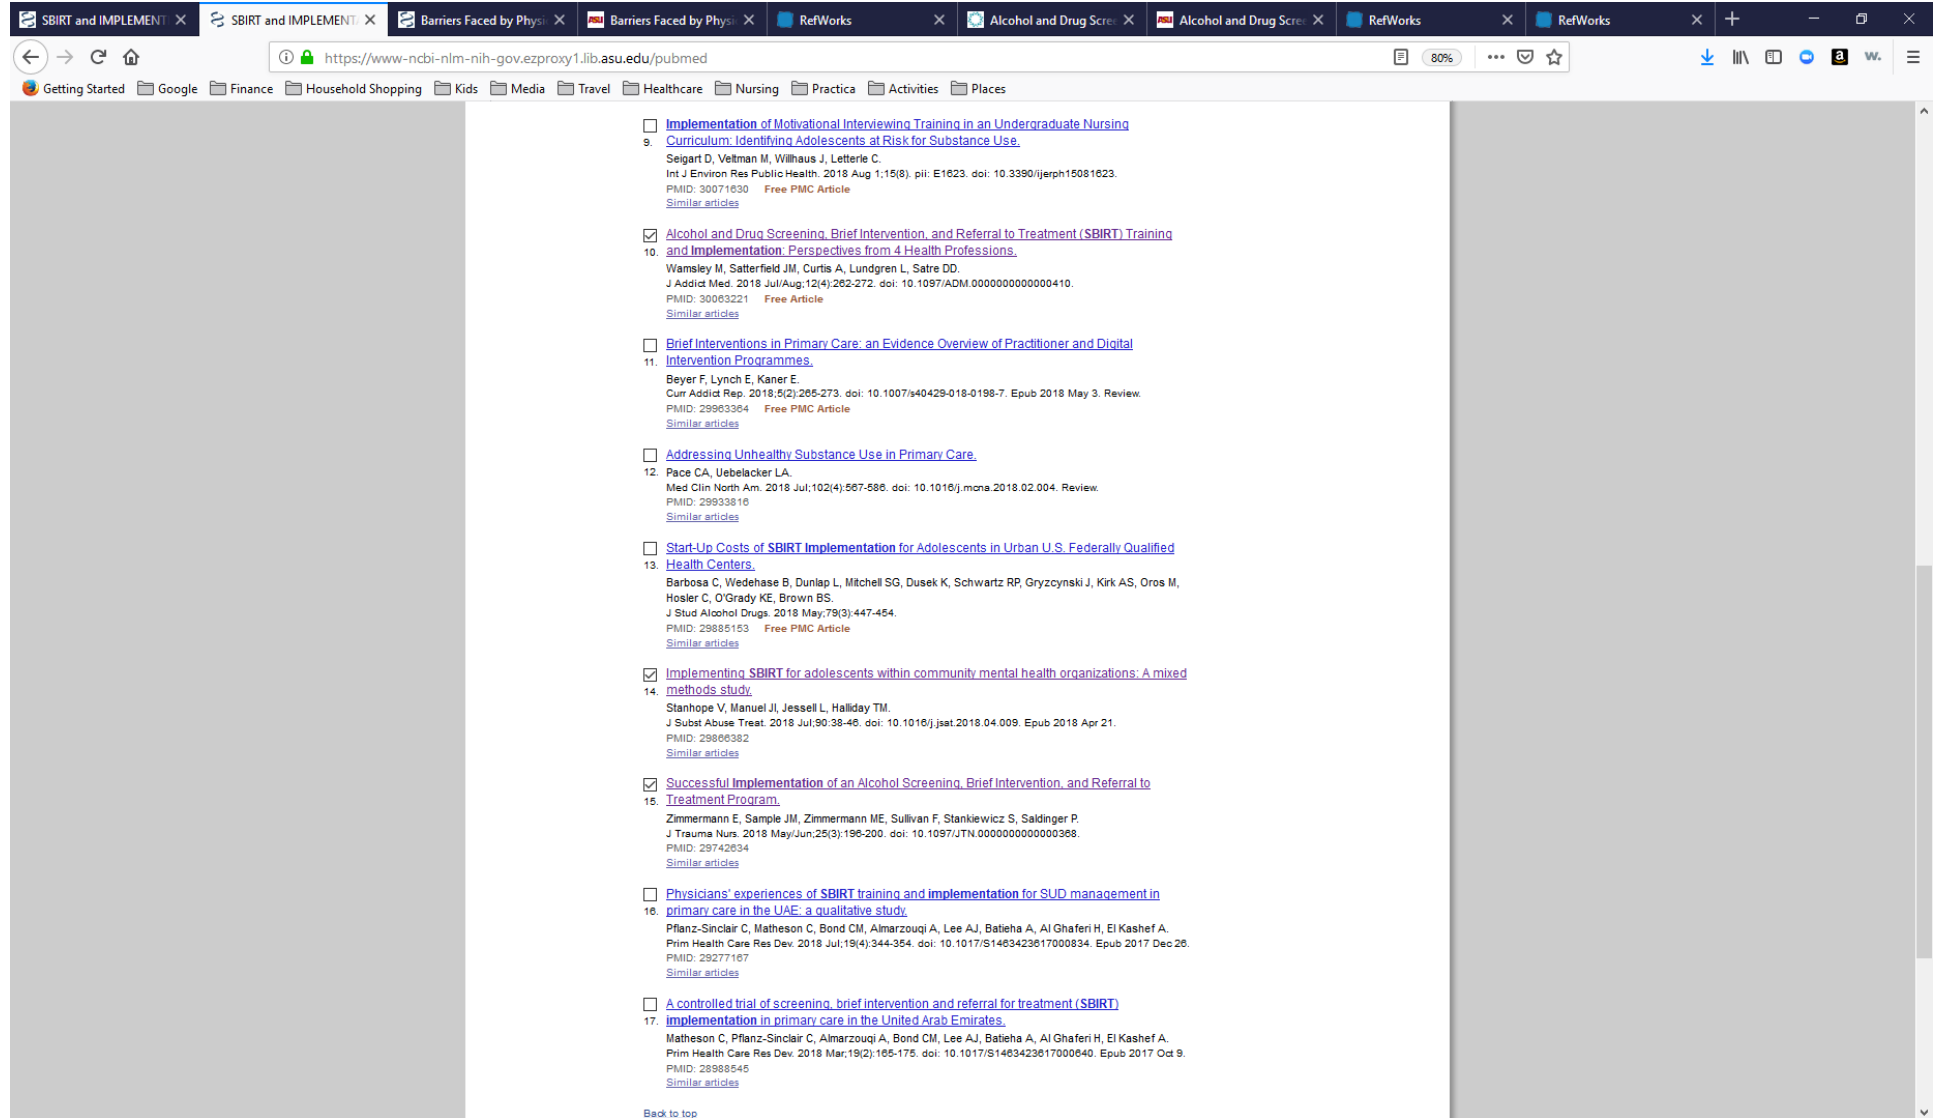 SBIRT and IMPLEMENT
SBIRT and IMPLEMENT
Barriers Faced by Physi
ASU Barriers Faced by Physi
RefWorks
Alcohol and Drug Scree
ASU Alcohol and Drug Scree
RefWorks
RefWorks
https://www-ncbi-nlm-nih-gov.ezproxy1.lib.asu.edu/pubmed
80%
Getting Started Google Finance Household Shopping Kids Media Travel Healthcare Nursing Practica Activities Places
Implementation of Motivational Interviewing Training in an Undergraduate Nursing
9. Curriculum: Identifying Adolescents at Risk for Substance Use.
Seigart D, Veltman M, Willhaus J, Letterle C.
Int J Environ Res Public Health. 2018 Aug 1;15(8). pii: E1623. doi: 10.3390/ijerph15081623.
PMID: 30071630 Free PMC Article
Similar articles
Alcohol and Drug Screening, Brief Intervention, and Referral to Treatment (SBIRT) Training
10. and Implementation: Perspectives from 4 Health Professions.
Wamsley M, Satterfield JM, Curtis A, Lundgren L, Satre DD.
J Addict Med. 2018 Jul/Aug;12(4):262-272. doi: 10.1097/ADM.0000000000000410.
PMID: 30063221 Free Article
Similar articles
Brief Interventions in Primary Care: an Evidence Overview of Practitioner and Digital
11. Intervention Programmes.
Beyer F, Lynch E, Kaner E.
Curr Addict Rep. 2018;5(2):265-273. doi: 10.1007/s40429-018-0198-7. Epub 2018 May 3. Review.
PMID: 29963364 Free PMC Article
Similar articles
Addressing Unhealthy Substance Use in Primary Care.
12. Pace CA, Uebelacker LA.
Med Clin North Am. 2018 Jul;102(4):567-586. doi: 10.1016/j.mcna.2018.02.004. Review.
PMID: 29933816
Similar articles
Start-Up Costs of SBIRT Implementation for Adolescents in Urban U.S. Federally Qualified
13. Health Centers.
Barbosa C, Wedehase B, Dunlap L, Mitchell SG, Dusek K, Schwartz RP, Gryzcynski J, Kirk AS, Oros M,
Hosler C, O'Grady KE, Brown BS.
J Stud Alcohol Drugs. 2018 May;79(3):447-454.
PMID: 29885153 Free PMC Article
Similar articles
Implementing SBIRT for adolescents within community mental health organizations: A mixed
14. methods study.
Stanhope V, Manuel JI, Jessell L, Halliday TM.
J Subst Abuse Treat. 2018 Jul;90:38-46. doi: 10.1016/j.jsat.2018.04.009. Epub 2018 Apr 21.
PMID: 29866382
Similar articles
Successful Implementation of an Alcohol Screening, Brief Intervention, and Referral to
15. Treatment Program.
Zimmermann E, Sample JM, Zimmermann ME, Sullivan F, Stankiewicz S, Saldinger P.
J Trauma Nurs. 2018 May/Jun;25(3):196-200. doi: 10.1097/JTN.0000000000000368.
PMID: 29742634
Similar articles
Physicians' experiences of SBIRT training and implementation for SUD management in
16. primary care in the UAE: a qualitative study.
Pflanz-Sinclair C, Matheson C, Bond CM, Almarzouqi A, Lee AJ, Batieha A, Al Ghaferi H, El Kashef A.
Prim Health Care Res Dev. 2018 Jul;19(4):344-354. doi: 10.1017/S1463423617000834. Epub 2017 Dec 26.
PMID: 29277167
Similar articles
A controlled trial of screening, brief intervention and referral for treatment (SBIRT)
17. implementation in primary care in the United Arab Emirates.
Matheson C, Pflanz-Sinclair C, Almarzouqi A, Bond CM, Lee AJ, Batieha A, Al Ghaferi H, El Kashef A.
Prim Health Care Res Dev. 2018 Mar;19(2):165-175. doi: 10.1017/S1463423617000640. Epub 2017 Oct 9.
PMID: 28988545
Similar articles
Back to top